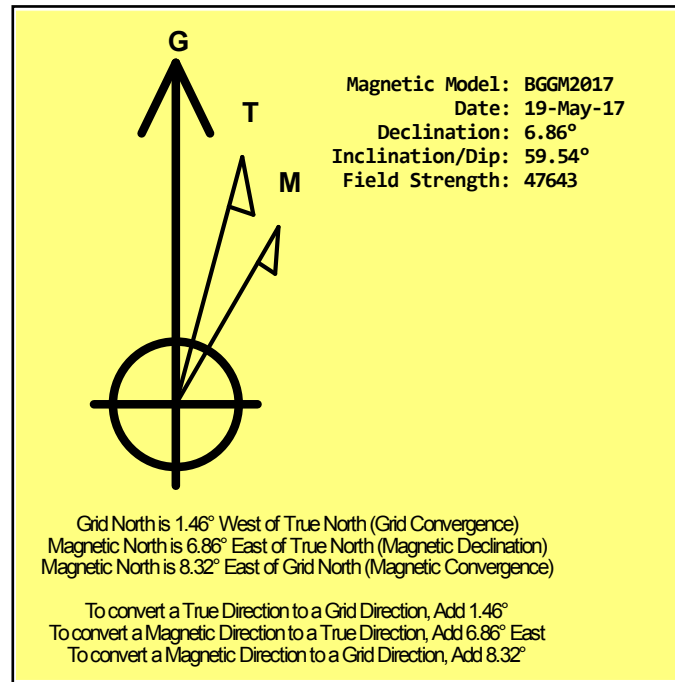 G
T
M
Magnetic Model: BGGM2017
Date: 19-May-17
Declination: 6.86°
Inclination/Dip: 59.54°
Field Strength: 47643
Grid North is 1.46° West of True North (Grid Convergence)
Magnetic North is 6.86° East of True North (Magnetic Declination)
Magnetic North is 8.32° East of Grid North (Magnetic Convergence)
To convert a True Direction to a Grid Direction, Add 1.46°
To convert a Magnetic Direction to a True Direction, Add 6.86° East
To convert a Magnetic Direction to a Grid Direction, Add 8.32°